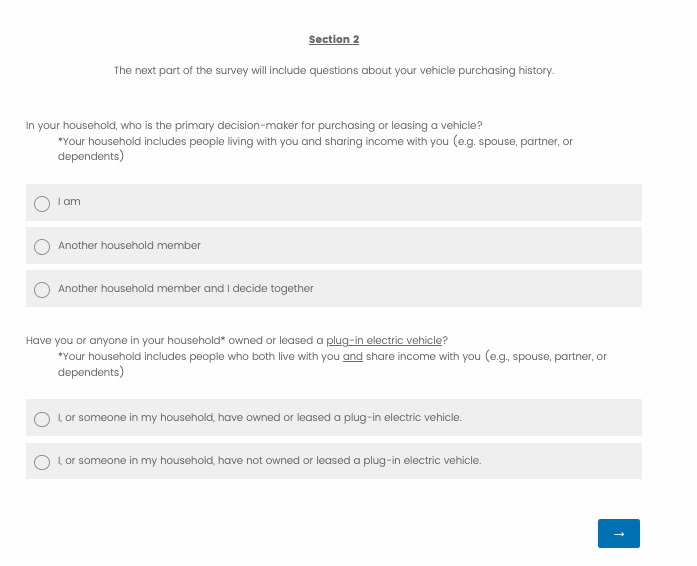 Section 2
The next part of the survey will include questions about your vehicle purchasing history.
In your household, who is the primary decision-maker for purchasing or leasing a vehicle?
*Your household includes people living with you and sharing income with you (e.g. spouse, partner, or
dependents)
I am
Another household member
Another household member and I decide together
Have you or anyone in your household* owned or leased a plug-in electric vehicle?
*Your household includes people who both live with you and share income with you (e.g., spouse, partner, or
dependents)
I, or someone in my household, have owned or leased a plug-in electric vehicle.
I, or someone in my household, have not owned or leased a plug-in electric vehicle.
→